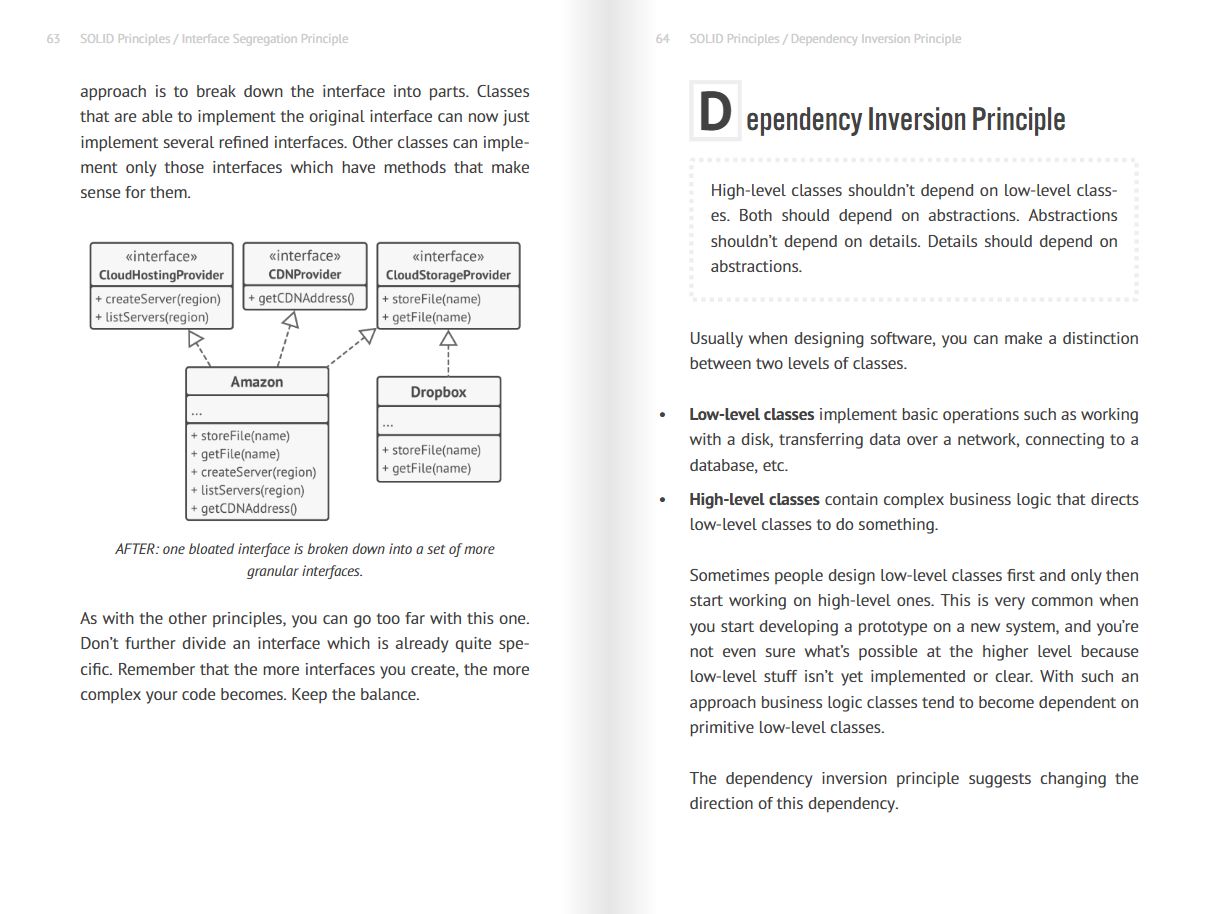 63 SOLID Principles / Interface Segregation Principle
approach is to break down the interface into parts. Classes
that are able to implement the original interface can now just
implement several refined interfaces. Other classes can imple-
ment only those interfaces which have methods that make
sense for them.
«interface»
CloudHostingProvider
+ createServer(region)
+ listServers(region)
«interface»
CDNProvider
+ getCDNAddress()
«interface»
CloudStorageProvider
+ storeFile(name)
+ getFile(name)
Amazon
...
+ storeFile(name)
+ getFile(name)
+ createServer(region)
+ listServers(region)
+ getCDNAddress()
Dropbox
...
+ storeFile(name)
+ getFile(name)
AFTER: one bloated interface is broken down into a set of more
granular interfaces.
As with the other principles, you can go too far with this one.
Don’t further divide an interface which is already quite spe-
cific. Remember that the more interfaces you create, the more
complex your code becomes. Keep the balance.
64 SOLID Principles / Dependency Inversion Principle
Dependency Inversion Principle
High-level classes shouldn’t depend on low-level class-
es. Both should depend on abstractions. Abstractions
shouldn’t depend on details. Details should depend on
abstractions.
Usually when designing software, you can make a distinction
between two levels of classes.
• Low-level classes implement basic operations such as working
with a disk, transferring data over a network, connecting to a
database, etc.
• High-level classes contain complex business logic that directs
low-level classes to do something.
Sometimes people design low-level classes first and only then
start working on high-level ones. This is very common when
you start developing a prototype on a new system, and you’re
not even sure what’s possible at the higher level because
low-level stuff isn’t yet implemented or clear. With such an
approach business logic classes tend to become dependent on
primitive low-level classes.
The dependency inversion principle suggests changing the
direction of this dependency.